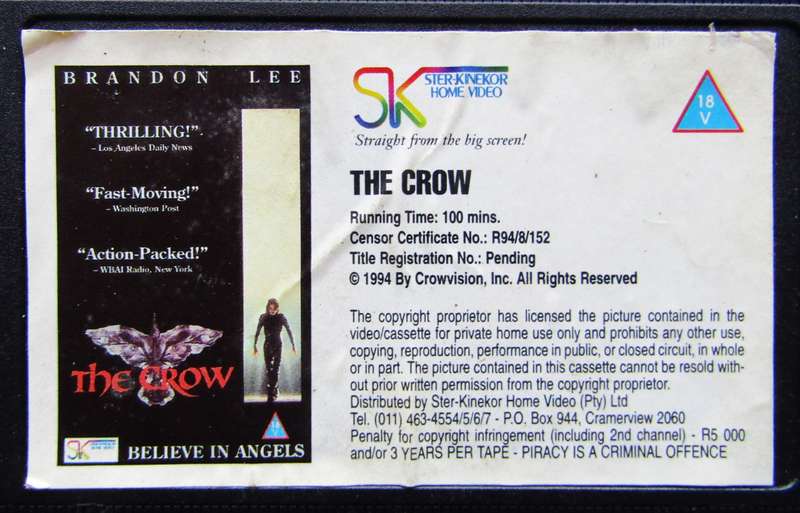 BRANDON LEE
“THRILLING!”
– Los Angeles Daily News
“Fast-Moving!”
– Washington Post
“Action-Packed!”
– WBAI Radio, New York
THE CROW
18
V
SK STER-KINEKOR
HOME VIDEO
BELIEVE IN ANGELS
SK STER-KINEKOR
HOME VIDEO
Straight from the big screen!
18
V
THE CROW
Running Time: 100 mins.
Censor Certificate No.: R94/8/152
Title Registration No.: Pending
© 1994 By Crowvision, Inc. All Rights Reserved
The copyright proprietor has licensed the picture contained in the
video/cassette for private home use only and prohibits any other use,
copying, reproduction, performance in public, or closed circuit, in whole
or in part. The picture contained in this cassette cannot be resold with-
out prior written permission from the copyright proprietor.
Distributed by Ster-Kinekor Home Video (Pty) Ltd
Tel. (011) 463-4554/5/6/7 - P.O. Box 944, Cramerview 2060
Penalty for copyright infringement (including 2nd channel) - R5 000
and/or 3 YEARS PER TAPE - PIRACY IS A CRIMINAL OFFENCE